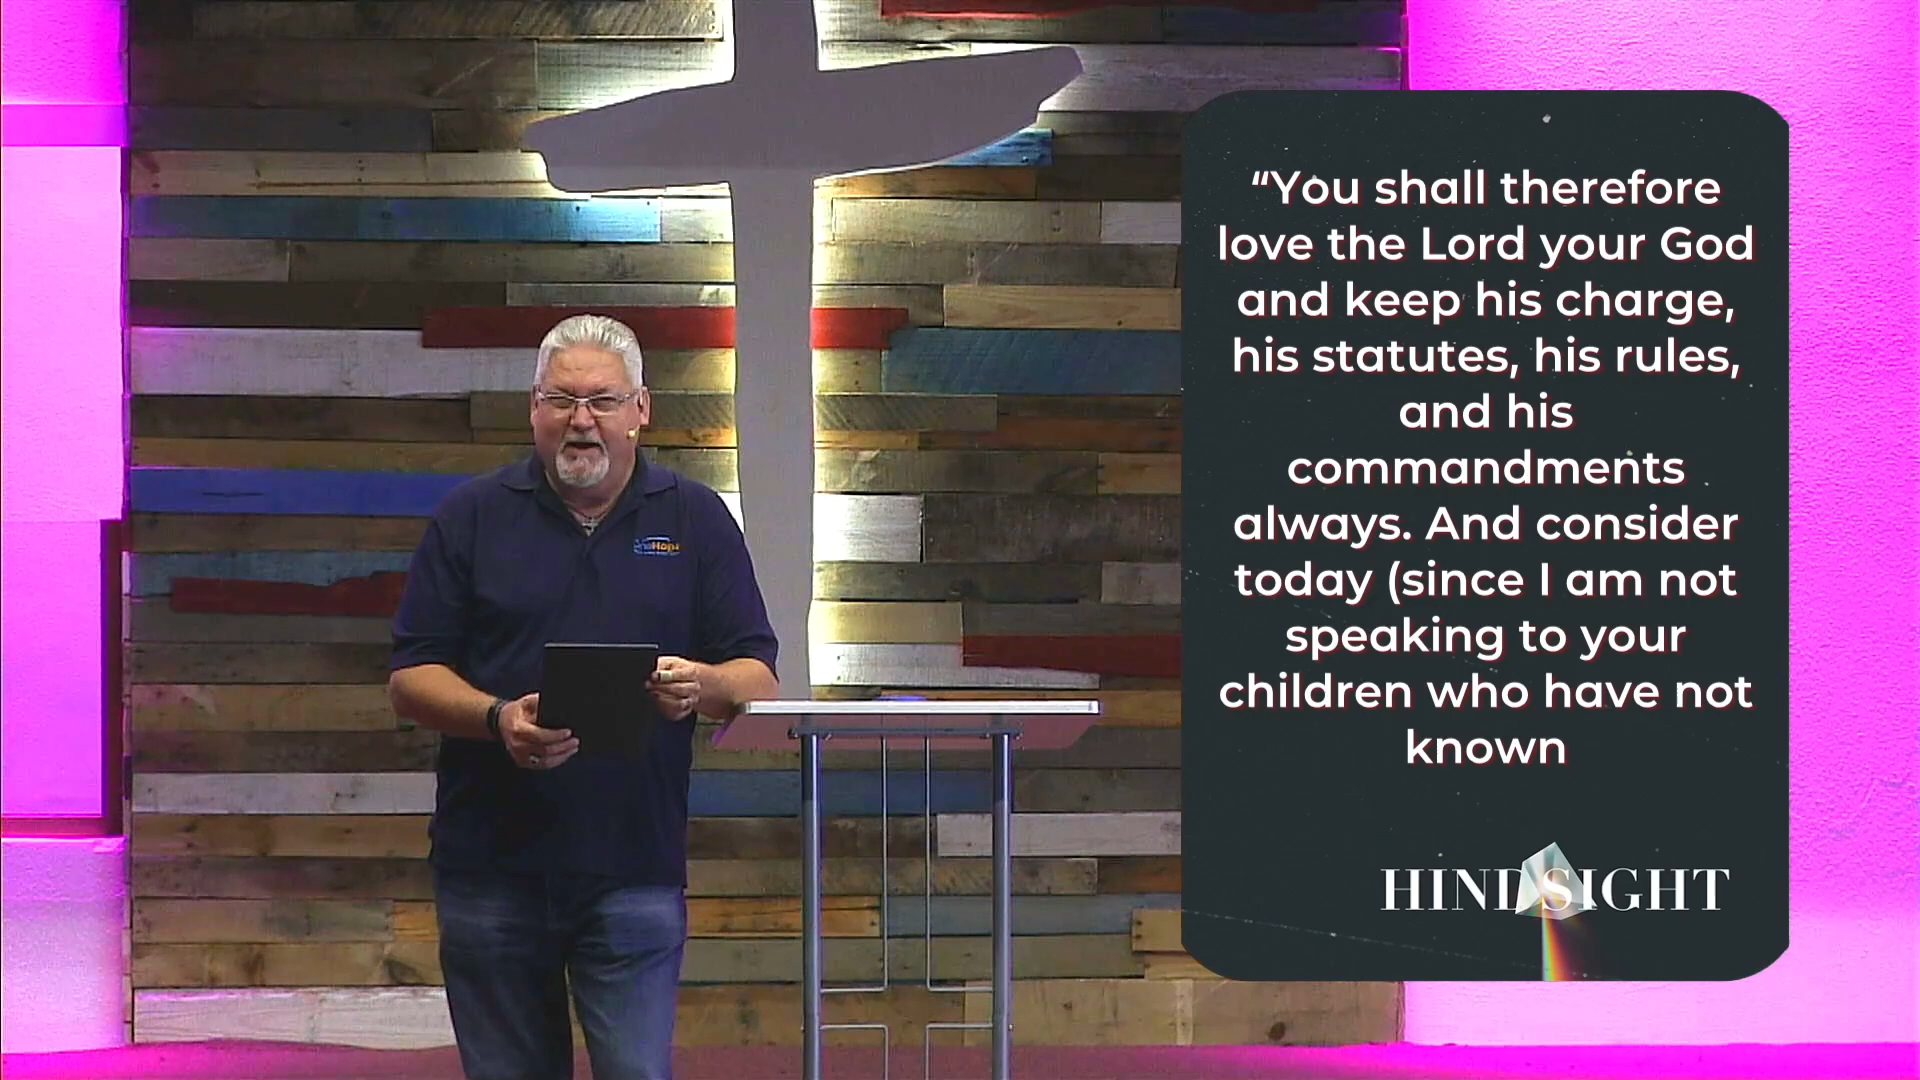 “You shall therefore
love the Lord your God
and keep his charge,
his statutes, his rules,
and his
commandments
always. And consider
today (since I am not
speaking to your
children who have not
known
HINDSIGHT
OneHope